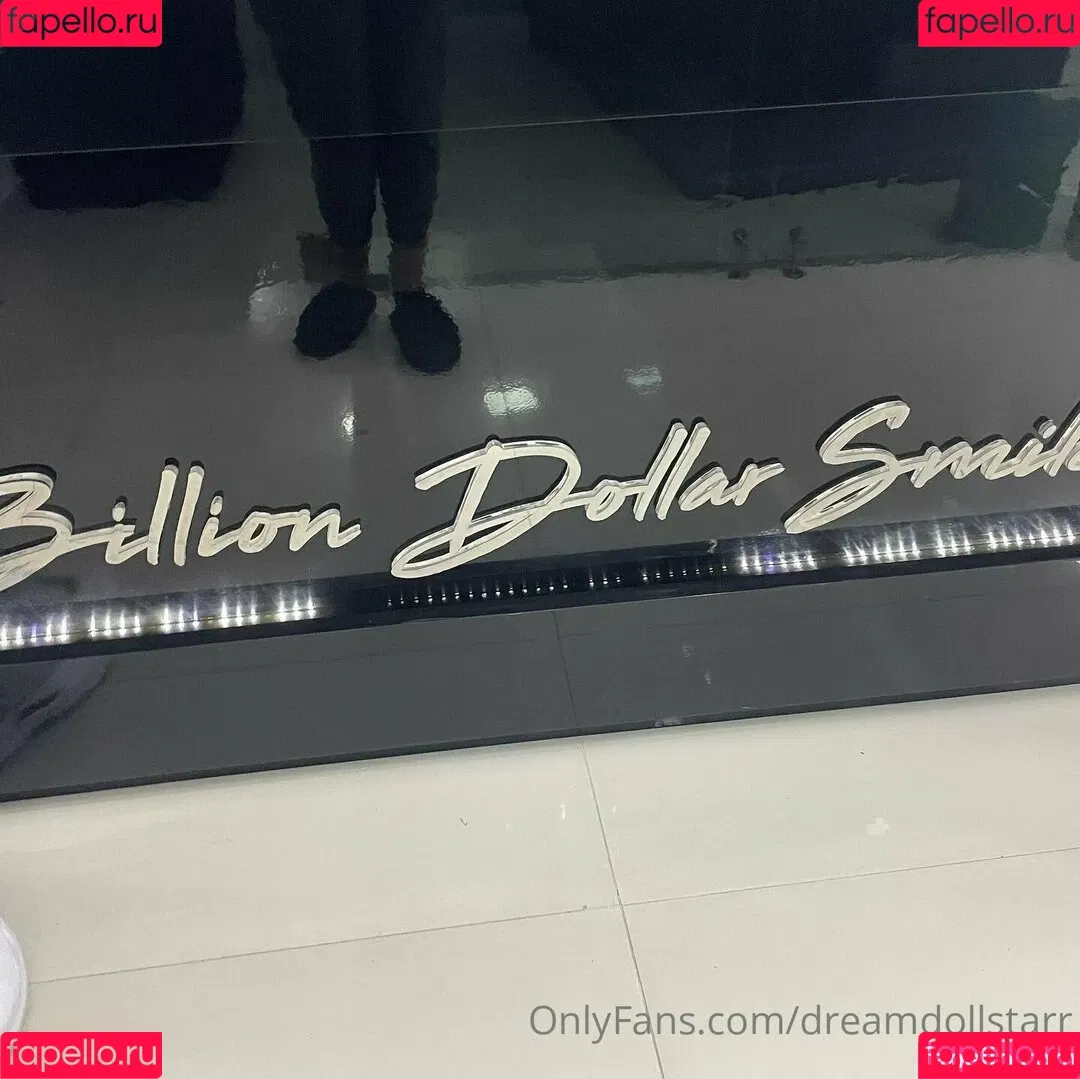 fapello.ru fapello.ru
Billion Dollar Smile
OnlyFans.com/dreamdollstarr
fapello.ru fapello.ru